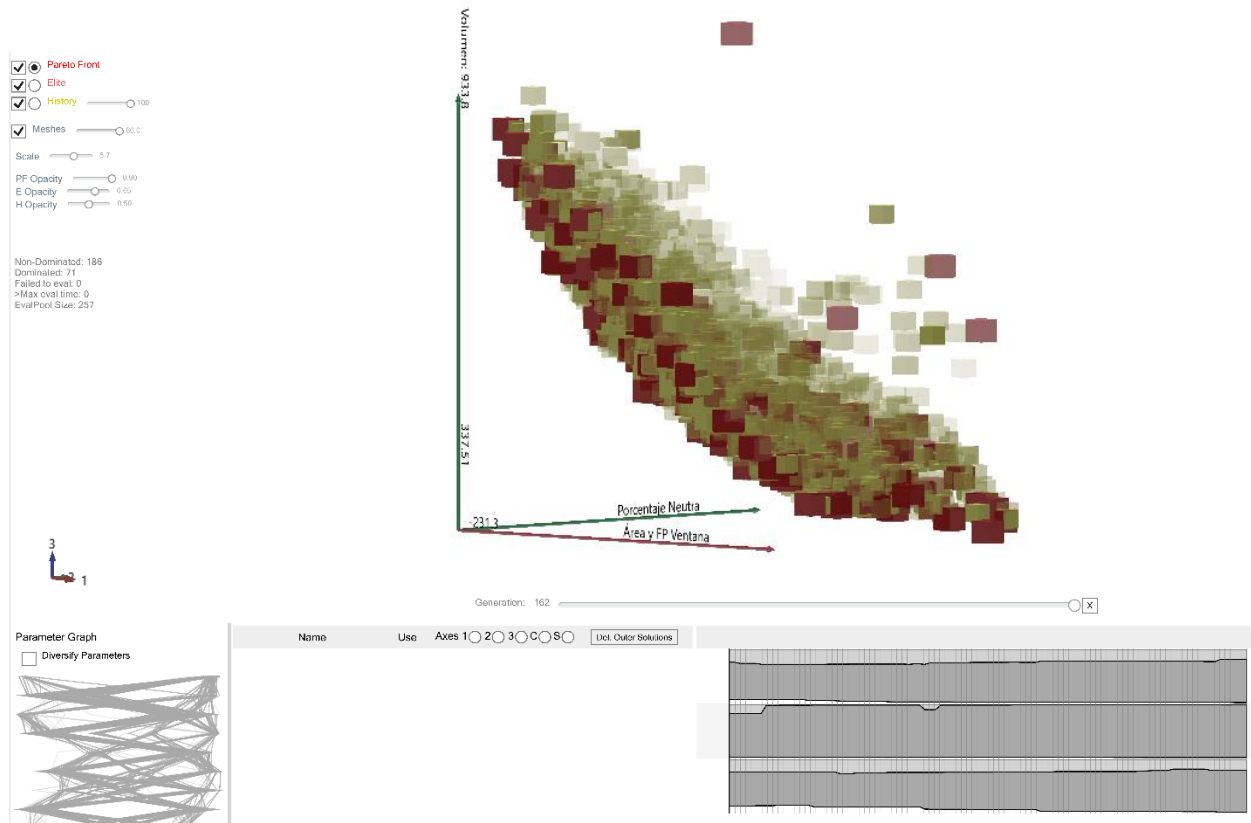 Volumen: 933.8
Pareto Front
Elite
History 100
Meshes
Scale 5.7
PF Opacity 0.90
E Opacity 0.65
H Opacity 0.50
Non-Dominated: 186
Dominated: 71
Failed to eval: 0
>Max eval time: 0
EvalPool Size: 257
337.51
Porcentaje Neutra
-231.3
Área y FP Ventana
3
2
1
Generation: 162
x
Parameter Graph
Name Use Axes 1 2 3 C S Del. Outer Solutions
Diversify Parameters